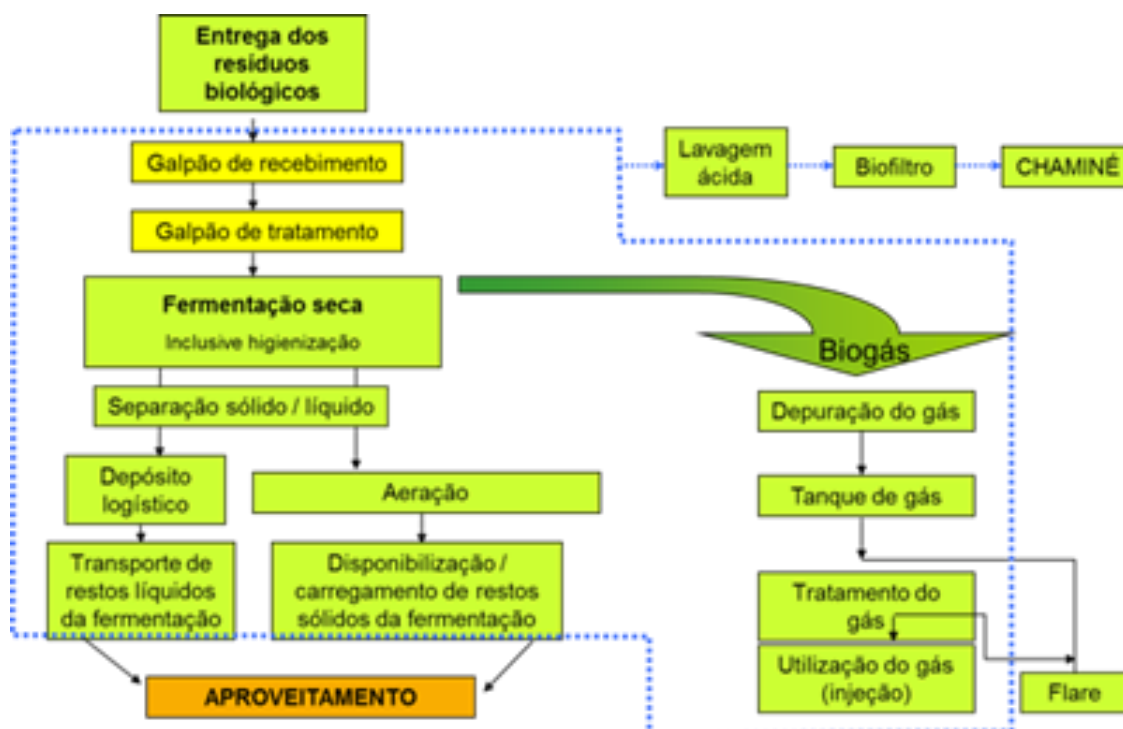 Entrega dos
resíduos
biológicos
Galpão de recebimento
Galpão de tratamento
Fermentação seca
Inclusive higienização
Separação sólido / líquido
Depósito
logístico
Aeração
Transporte de
restos líquidos
da fermentação
Disponibilização /
carregamento de restos
sólidos da fermentação
APROVEITAMENTO
Lavagem
ácida
Biofiltro
CHAMINÉ
Biogás
Depuração do gás
Tanque de gás
Tratamento do
gás
Utilização do gás
(injeção)
Flare